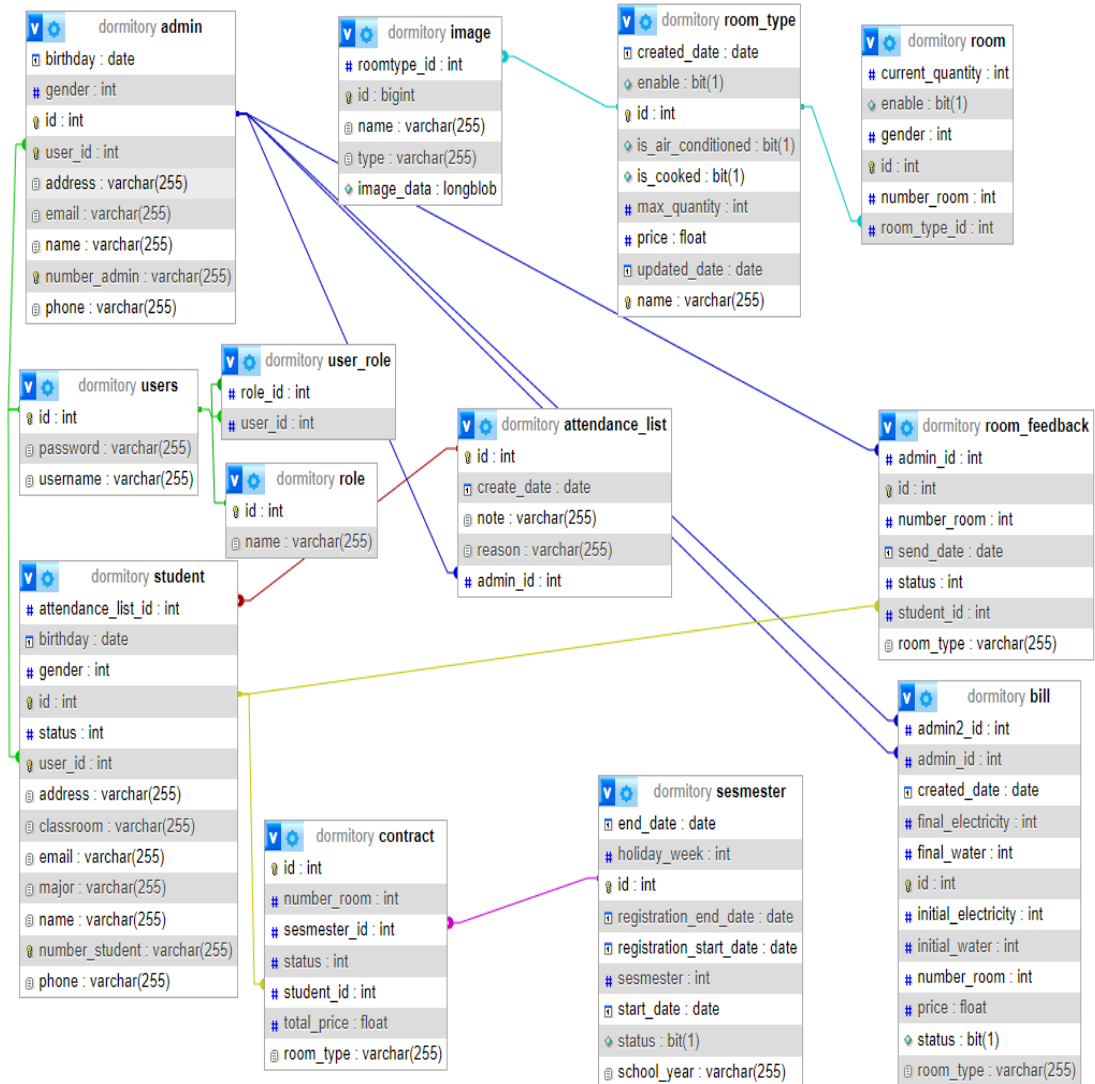 dormitory admin
birthday : date
# gender : int
id : int
user_id : int
address : varchar(255)
email : varchar(255)
name : varchar(255)
number_admin : varchar(255)
phone : varchar(255)
dormitory image
# roomtype_id : int
id : bigint
name : varchar(255)
type : varchar(255)
image_data : longblob
dormitory room_type
created_date : date
enable : bit(1)
id : int
is_air_conditioned : bit(1)
is_cooked : bit(1)
# max_quantity : int
# price : float
updated_date : date
name : varchar(255)
dormitory room
# current_quantity : int
enable : bit(1)
# gender : int
id : int
# number_room : int
# room_type_id : int
dormitory users
id : int
password : varchar(255)
username : varchar(255)
dormitory user_role
# role_id : int
# user_id : int
dormitory role
id : int
name : varchar(255)
dormitory attendance_list
id : int
create_date : date
note : varchar(255)
reason : varchar(255)
# admin_id : int
dormitory room_feedback
# admin_id : int
id : int
# number_room : int
send_date : date
# status : int
# student_id : int
room_type : varchar(255)
dormitory student
# attendance_list_id : int
birthday : date
# gender : int
id : int
# status : int
user_id : int
address : varchar(255)
classroom : varchar(255)
email : varchar(255)
major : varchar(255)
name : varchar(255)
number_student : varchar(255)
phone : varchar(255)
dormitory contract
id : int
# number_room : int
# sesmester_id : int
# status : int
# student_id : int
# total_price : float
room_type : varchar(255)
dormitory sesmester
end_date : date
# holiday_week : int
id : int
registration_end_date : date
registration_start_date : date
# sesmester : int
start_date : date
status : bit(1)
school_year : varchar(255)
dormitory bill
# admin2_id : int
# admin_id : int
created_date : date
# final_electricity : int
# final_water : int
id : int
# initial_electricity : int
# initial_water : int
# number_room : int
# price : float
status : bit(1)
room_type : varchar(255)